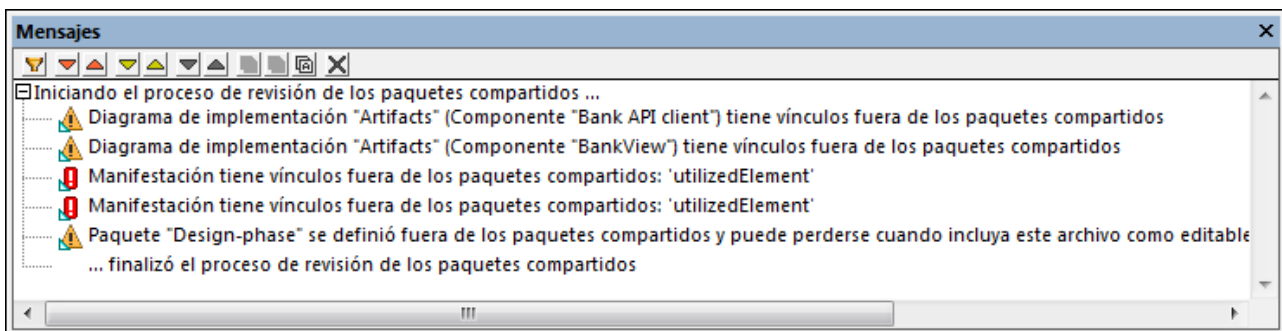 Mensajes
Iniciando el proceso de revisión de los paquetes compartidos ...
Diagrama de implementación "Artifacts" (Componente "Bank API client") tiene vínculos fuera de los paquetes compartidos
Diagrama de implementación "Artifacts" (Componente "BankView") tiene vínculos fuera de los paquetes compartidos
Manifestación tiene vínculos fuera de los paquetes compartidos: 'utilizedElement'
Manifestación tiene vínculos fuera de los paquetes compartidos: 'utilizedElement'
Paquete "Design-phase" se definió fuera de los paquetes compartidos y puede perderse cuando incluya este archivo como editable
... finalizó el proceso de revisión de los paquetes compartidos